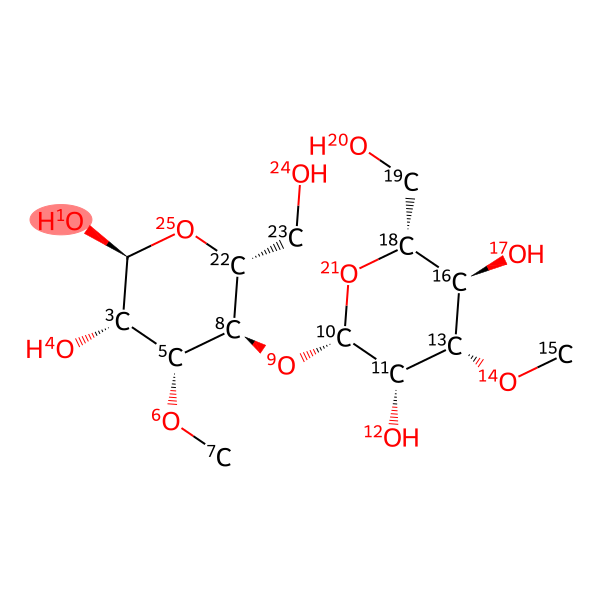 H²⁰O
¹⁹C
²⁴OH
H¹O
²⁵O
²³C
¹⁸C
¹⁷OH
²²C
²¹O
¹⁶C
³C
⁸C
H⁴O
⁵C
⁹O
¹⁰C
¹³C
¹⁵C
¹¹C
¹⁴O
⁶O
¹²OH
⁷C